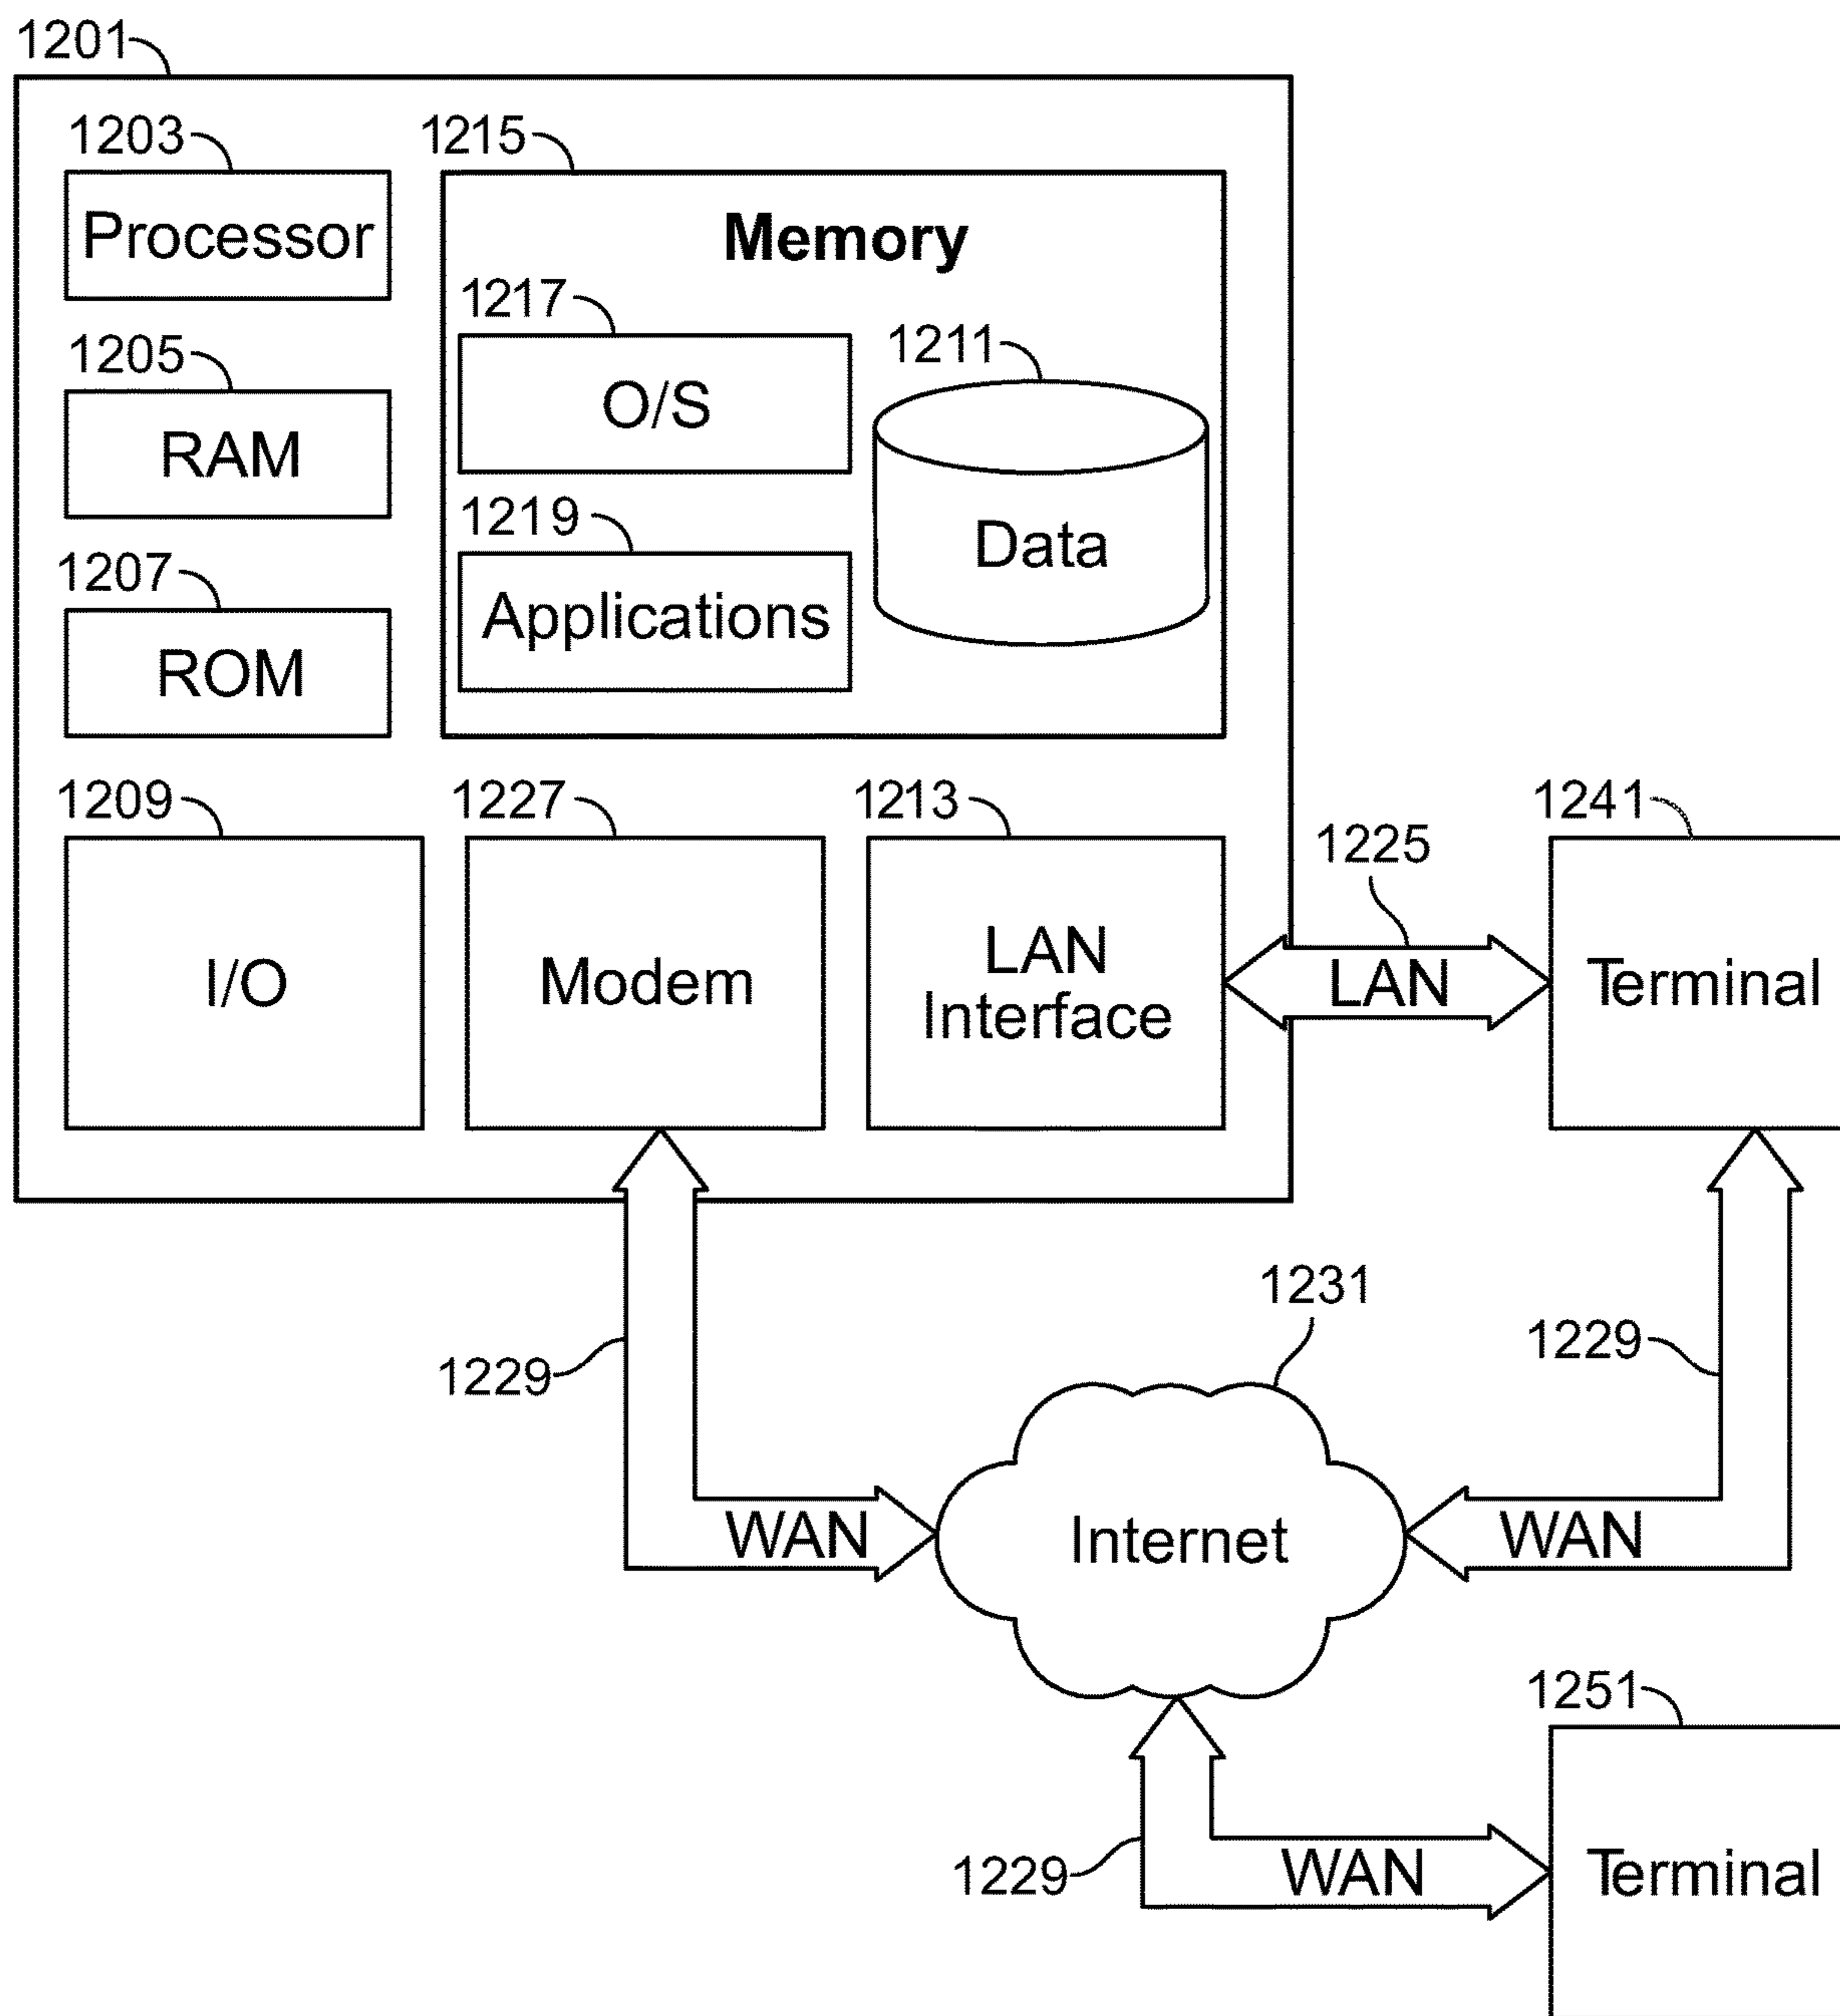 1201
1203
Processor
1205
RAM
1207
ROM
1215
Memory
1217
O/S
1211
Data
1219
Applications
1209
I/O
1227
Modem
1213
LAN
Interface
1225
LAN
1241
Terminal
1229
WAN
1231
Internet
1229
WAN
1229
WAN
1251
Terminal